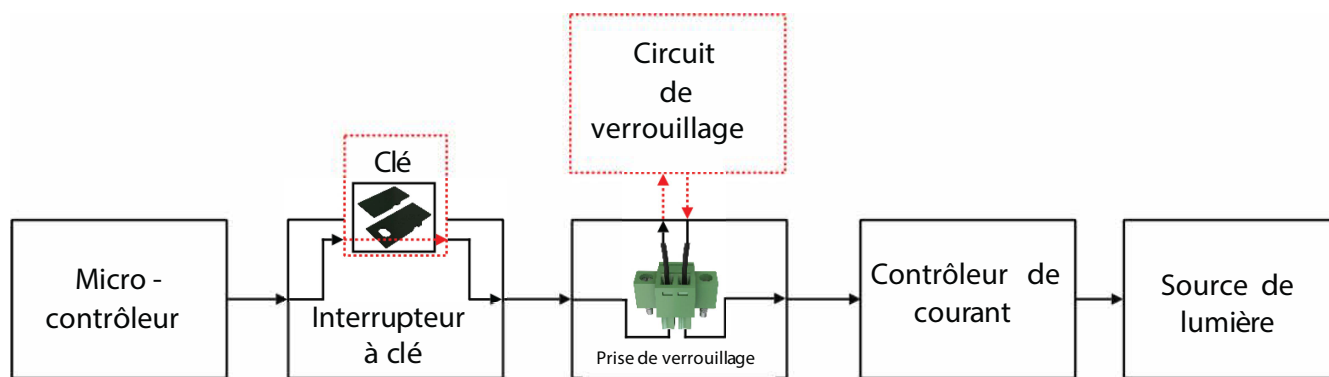 Circuit
de
verrouillage
Clé
Micro -
contrôleur
Interrupteur
à clé
Prise de verrouillage
Contrôleur de
courant
Source de
lumière